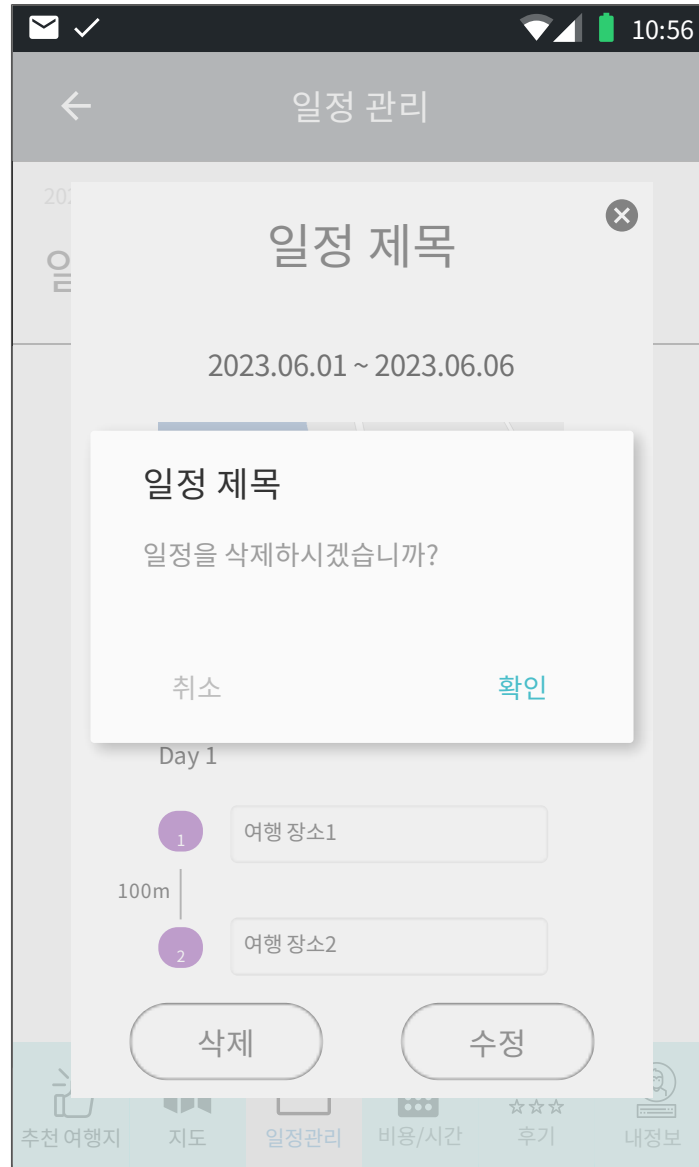 10:56
일정 관리
202
일정 제목
2023.06.01 ~ 2023.06.06
일정 제목
일정을 삭제하시겠습니까?
취소 확인
Day 1
1 여행 장소1
100m
2 여행 장소2
삭제 수정
추천 여행지 지도 일정관리 비용/시간 후기 내정보